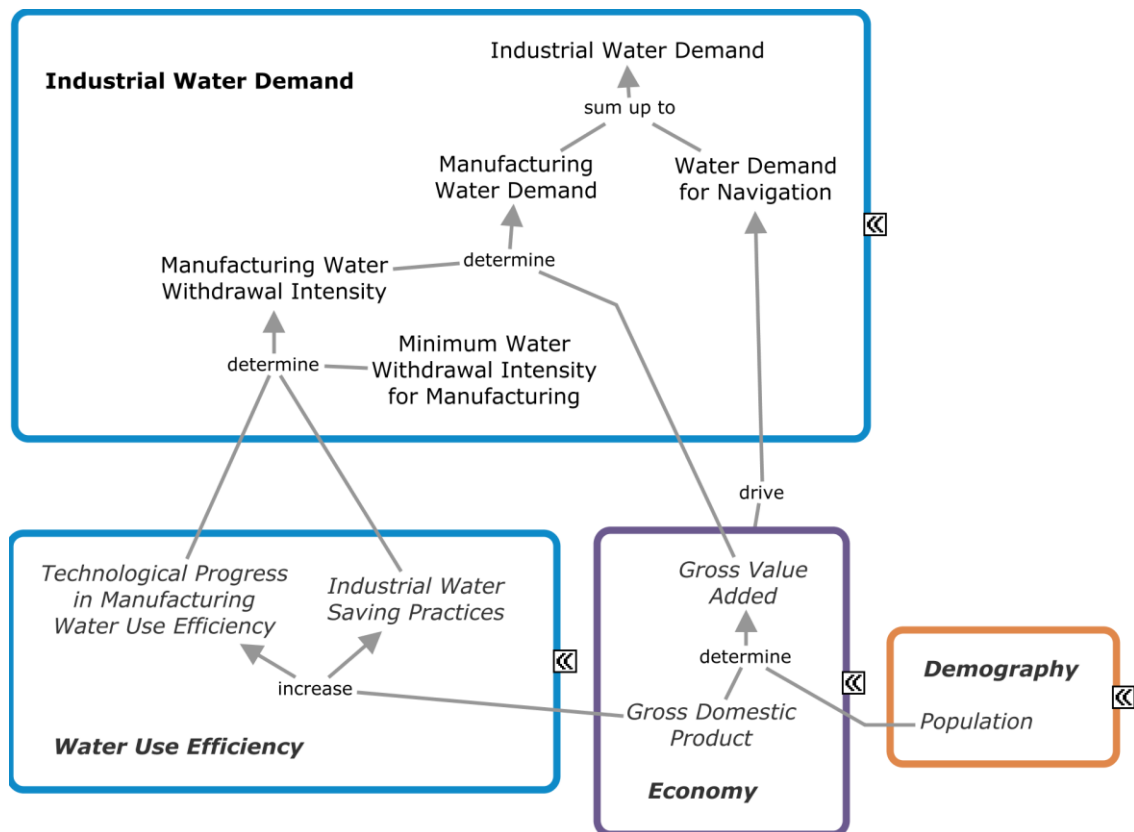 Industrial Water Demand
Industrial Water Demand
sum up to
Manufacturing
Water Demand
Water Demand
for Navigation
determine
Manufacturing Water
Withdrawal Intensity
determine
Minimum Water
Withdrawal Intensity
for Manufacturing
drive
Technological Progress
in Manufacturing
Water Use Efficiency
Industrial Water
Saving Practices
increase
Water Use Efficiency
Gross Value
Added
determine
Gross Domestic
Product
Economy
Demography
Population